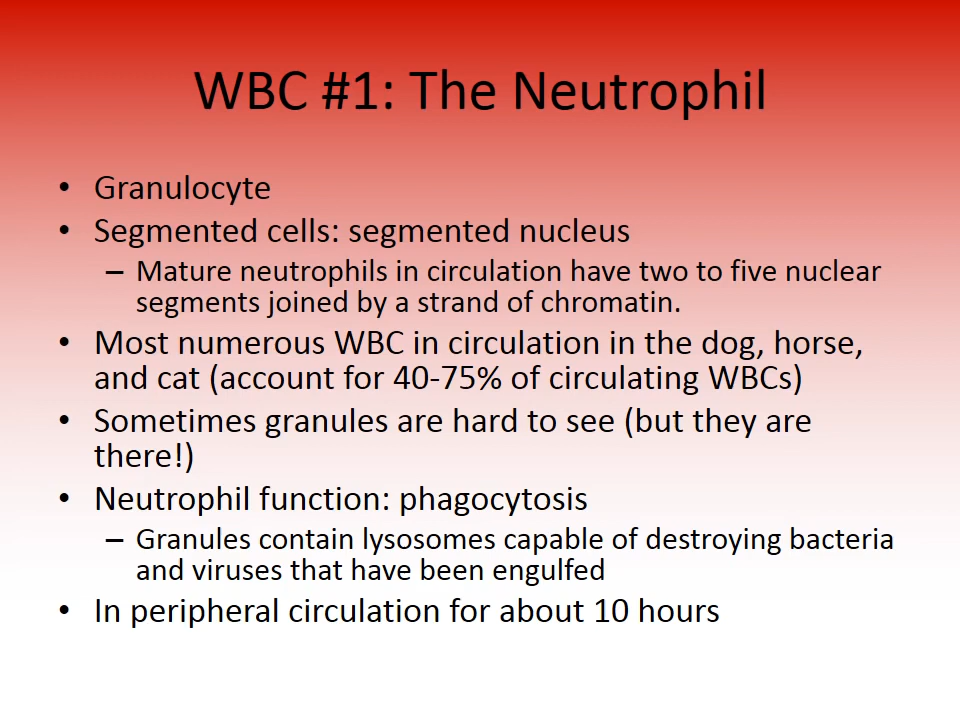 WBC #1: The Neutrophil
• Granulocyte
• Segmented cells: segmented nucleus
– Mature neutrophils in circulation have two to five nuclear
segments joined by a strand of chromatin.
• Most numerous WBC in circulation in the dog, horse,
and cat (account for 40-75% of circulating WBCs)
• Sometimes granules are hard to see (but they are
there!)
• Neutrophil function: phagocytosis
– Granules contain lysosomes capable of destroying bacteria
and viruses that have been engulfed
• In peripheral circulation for about 10 hours